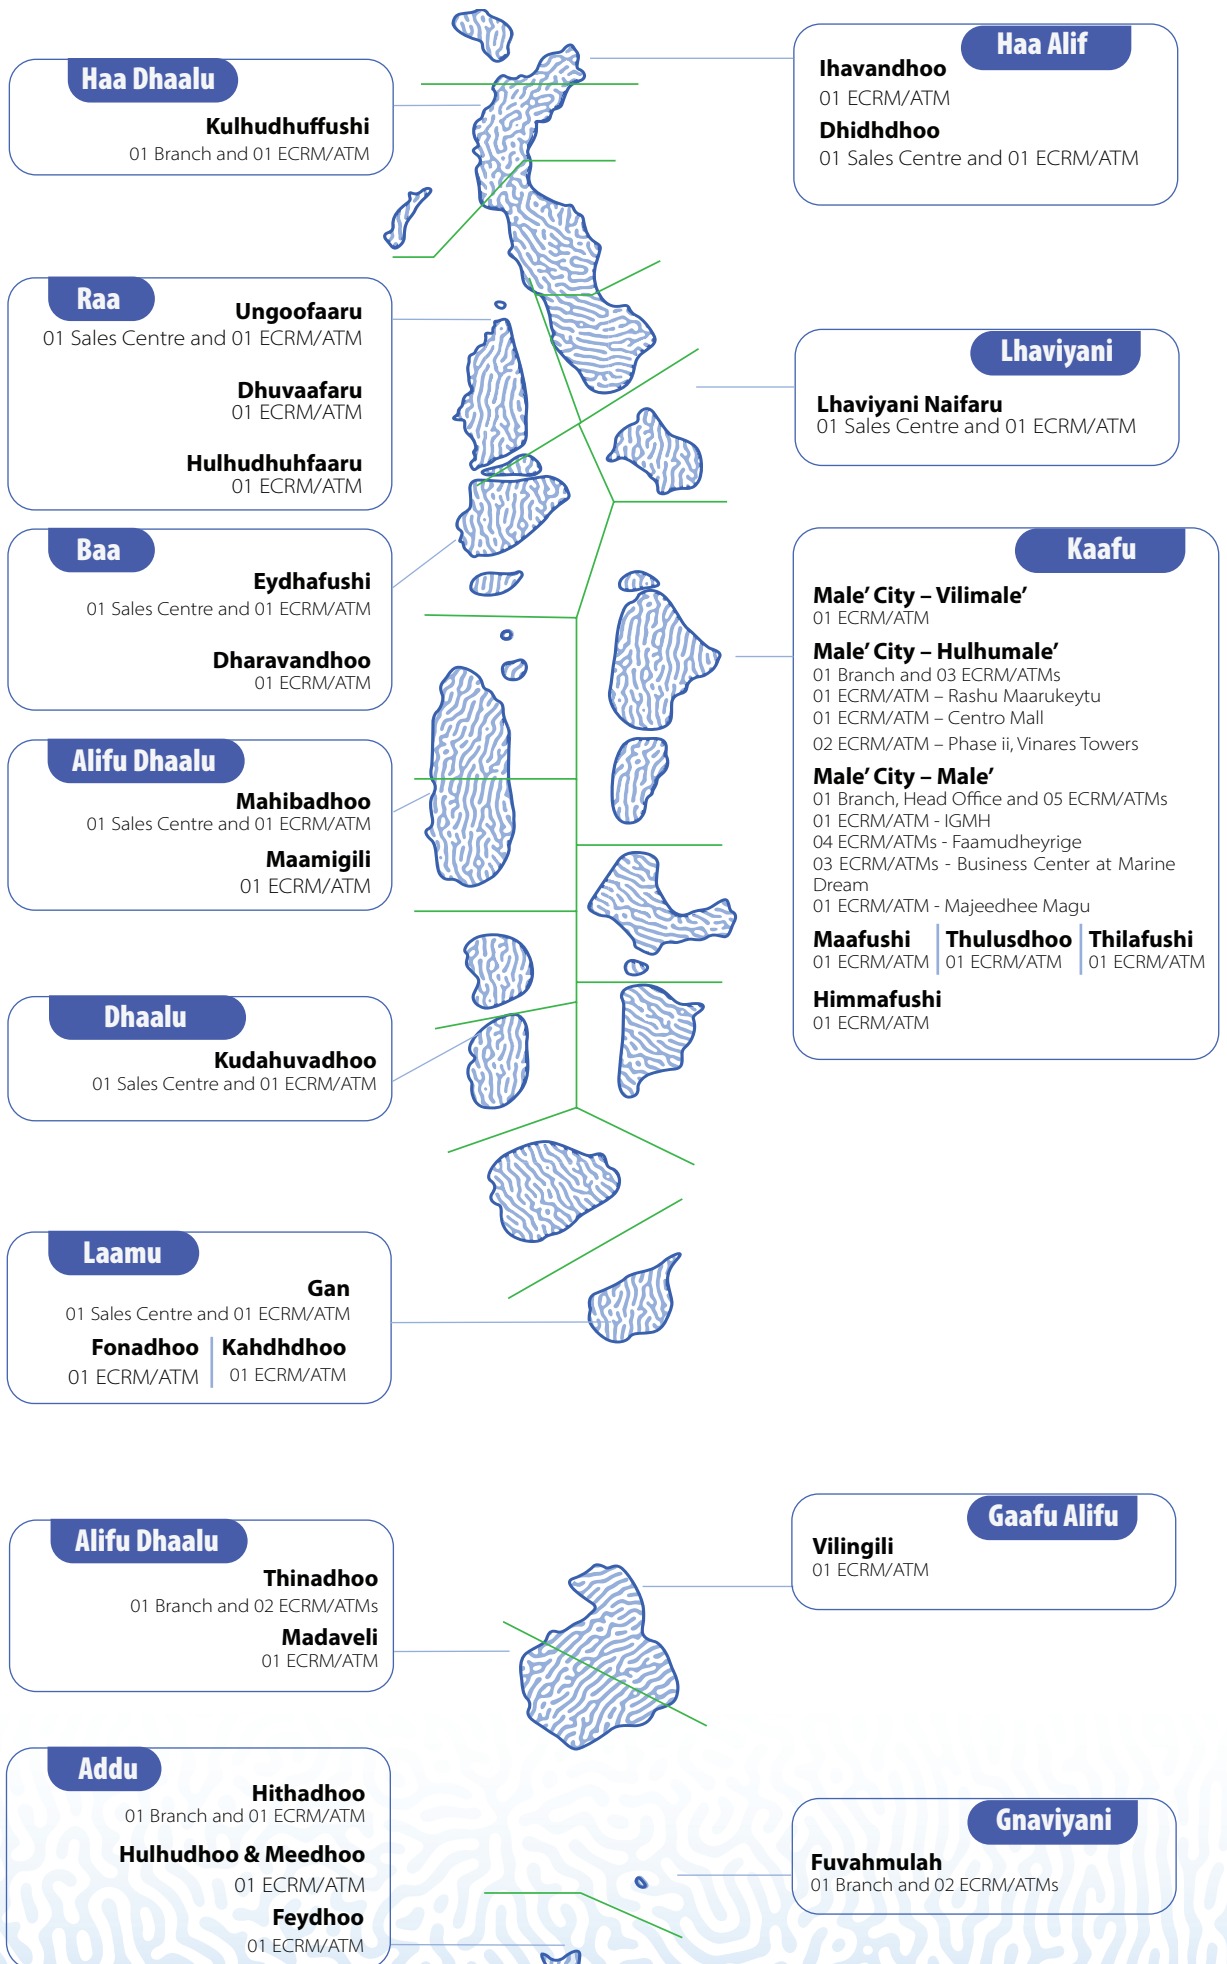 Haa Dhaalu
Kulhudhuffushi
01 Branch and 01 ECRM/ATM
Haa Alif
Ihavandhoo
01 ECRM/ATM
Dhidhdhoo
01 Sales Centre and 01 ECRM/ATM
Raa
Ungoofaaru
01 Sales Centre and 01 ECRM/ATM
Dhuvaafaru
01 ECRM/ATM
Hulhudhuhfaaru
01 ECRM/ATM
Lhaviyani
Lhaviyani Naifaru
01 Sales Centre and 01 ECRM/ATM
Baa
Eydhafushi
01 Sales Centre and 01 ECRM/ATM
Dharavandhoo
01 ECRM/ATM
Kaafu
Male’ City – Vilimale’
01 ECRM/ATM
Male’ City – Hulhumale’
01 Branch and 03 ECRM/ATMs
01 ECRM/ATM – Rashu Maarukeytu
01 ECRM/ATM – Centro Mall
02 ECRM/ATM – Phase ii, Vinares Towers
Male’ City – Male’
01 Branch, Head Office and 05 ECRM/ATMs
01 ECRM/ATM - IGMH
04 ECRM/ATMs - Faamudheyrige
03 ECRM/ATMs - Business Center at Marine
Dream
01 ECRM/ATM - Majeedhee Magu
Maafushi Thulusdhoo Thilafushi
01 ECRM/ATM 01 ECRM/ATM 01 ECRM/ATM
Himmafushi
01 ECRM/ATM
Alifu Dhaalu
Mahibadhoo
01 Sales Centre and 01 ECRM/ATM
Maamigili
01 ECRM/ATM
Dhaalu
Kudahuvadhoo
01 Sales Centre and 01 ECRM/ATM
Laamu
Gan
01 Sales Centre and 01 ECRM/ATM
Fonadhoo Kahdhdhoo
01 ECRM/ATM 01 ECRM/ATM
Alifu Dhaalu
Thinadhoo
01 Branch and 02 ECRM/ATMs
Madaveli
01 ECRM/ATM
Gaafu Alifu
Vilingili
01 ECRM/ATM
Addu
Hithadhoo
01 Branch and 01 ECRM/ATM
Hulhudhoo & Meedhoo
01 ECRM/ATM
Feydhoo
01 ECRM/ATM
Gnaviyani
Fuvahmulah
01 Branch and 02 ECRM/ATMs